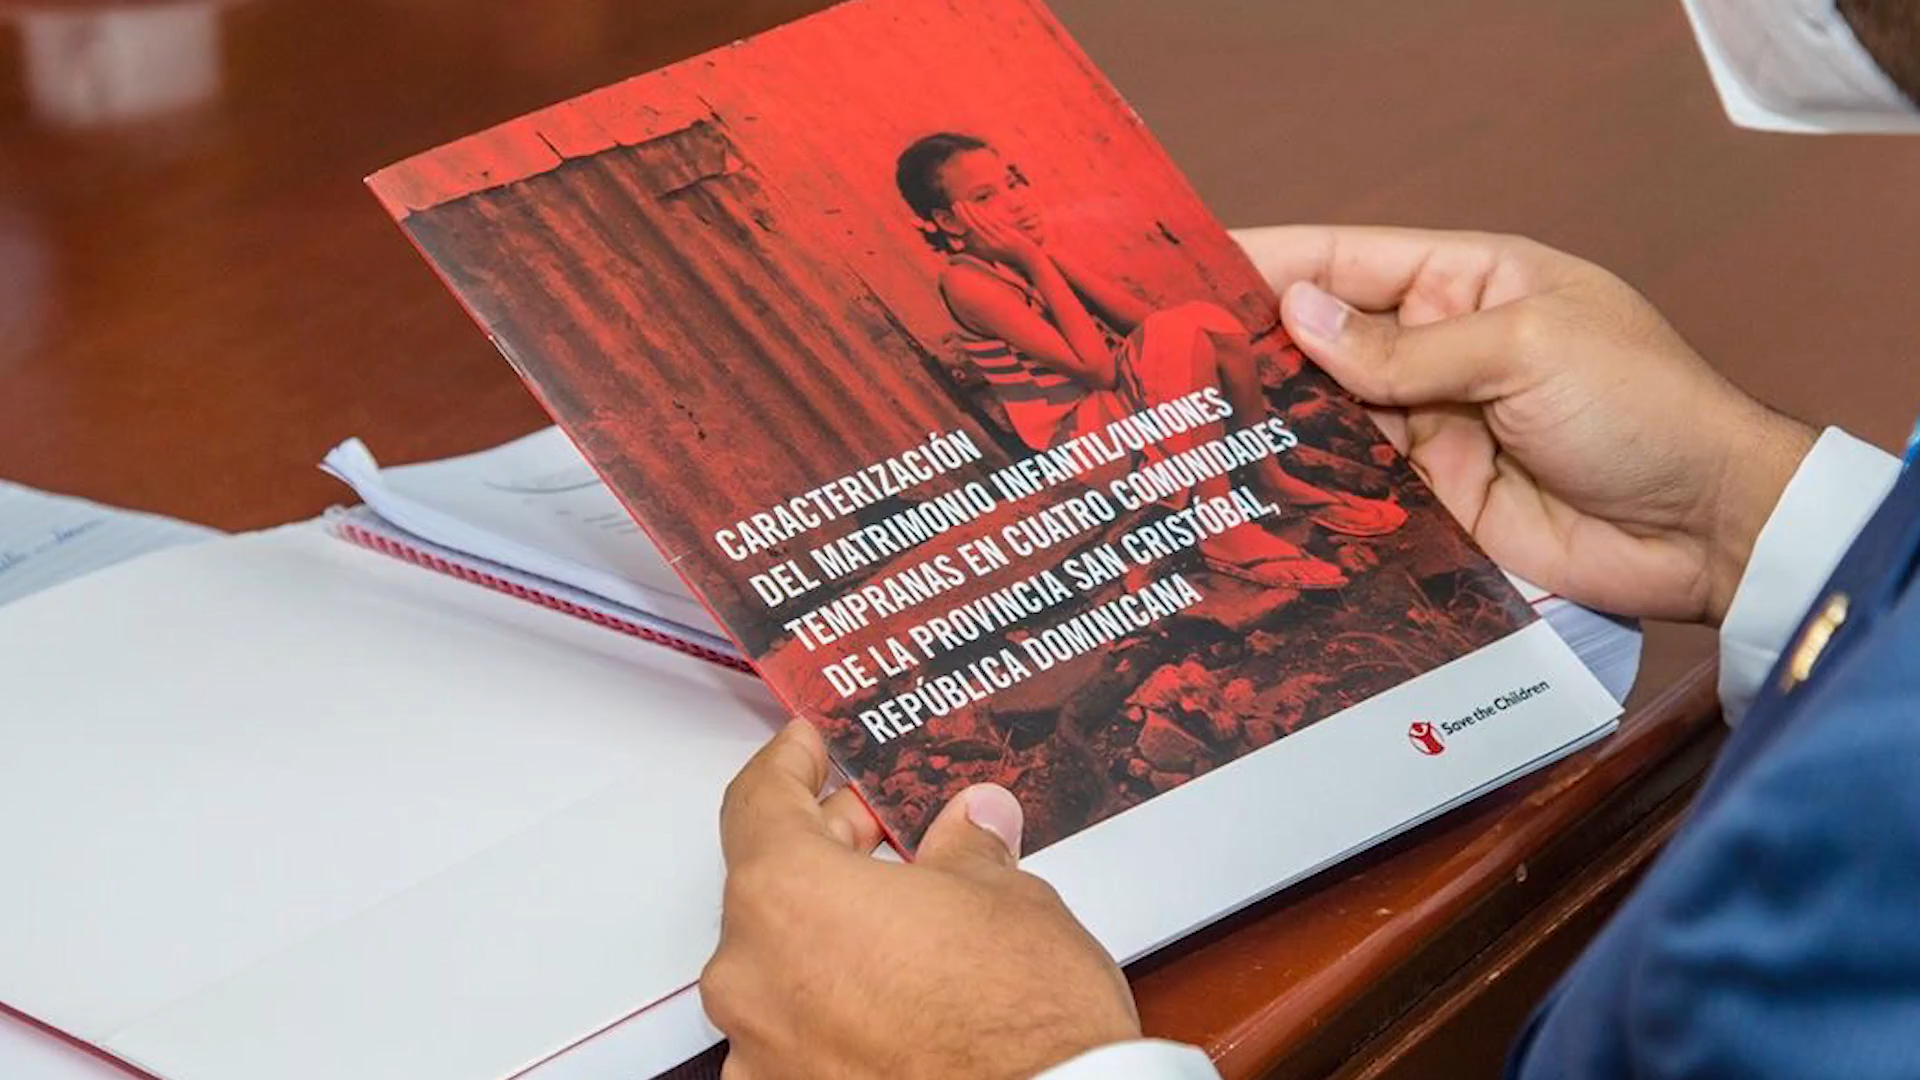 CARACTERIZACIÓN
DEL MATRIMONIO INFANTIL/UNIONES
TEMPRANAS EN CUATRO COMUNIDADES
DE LA PROVINCIA SAN CRISTÓBAL,
REPÚBLICA DOMINICANA
Save the Children